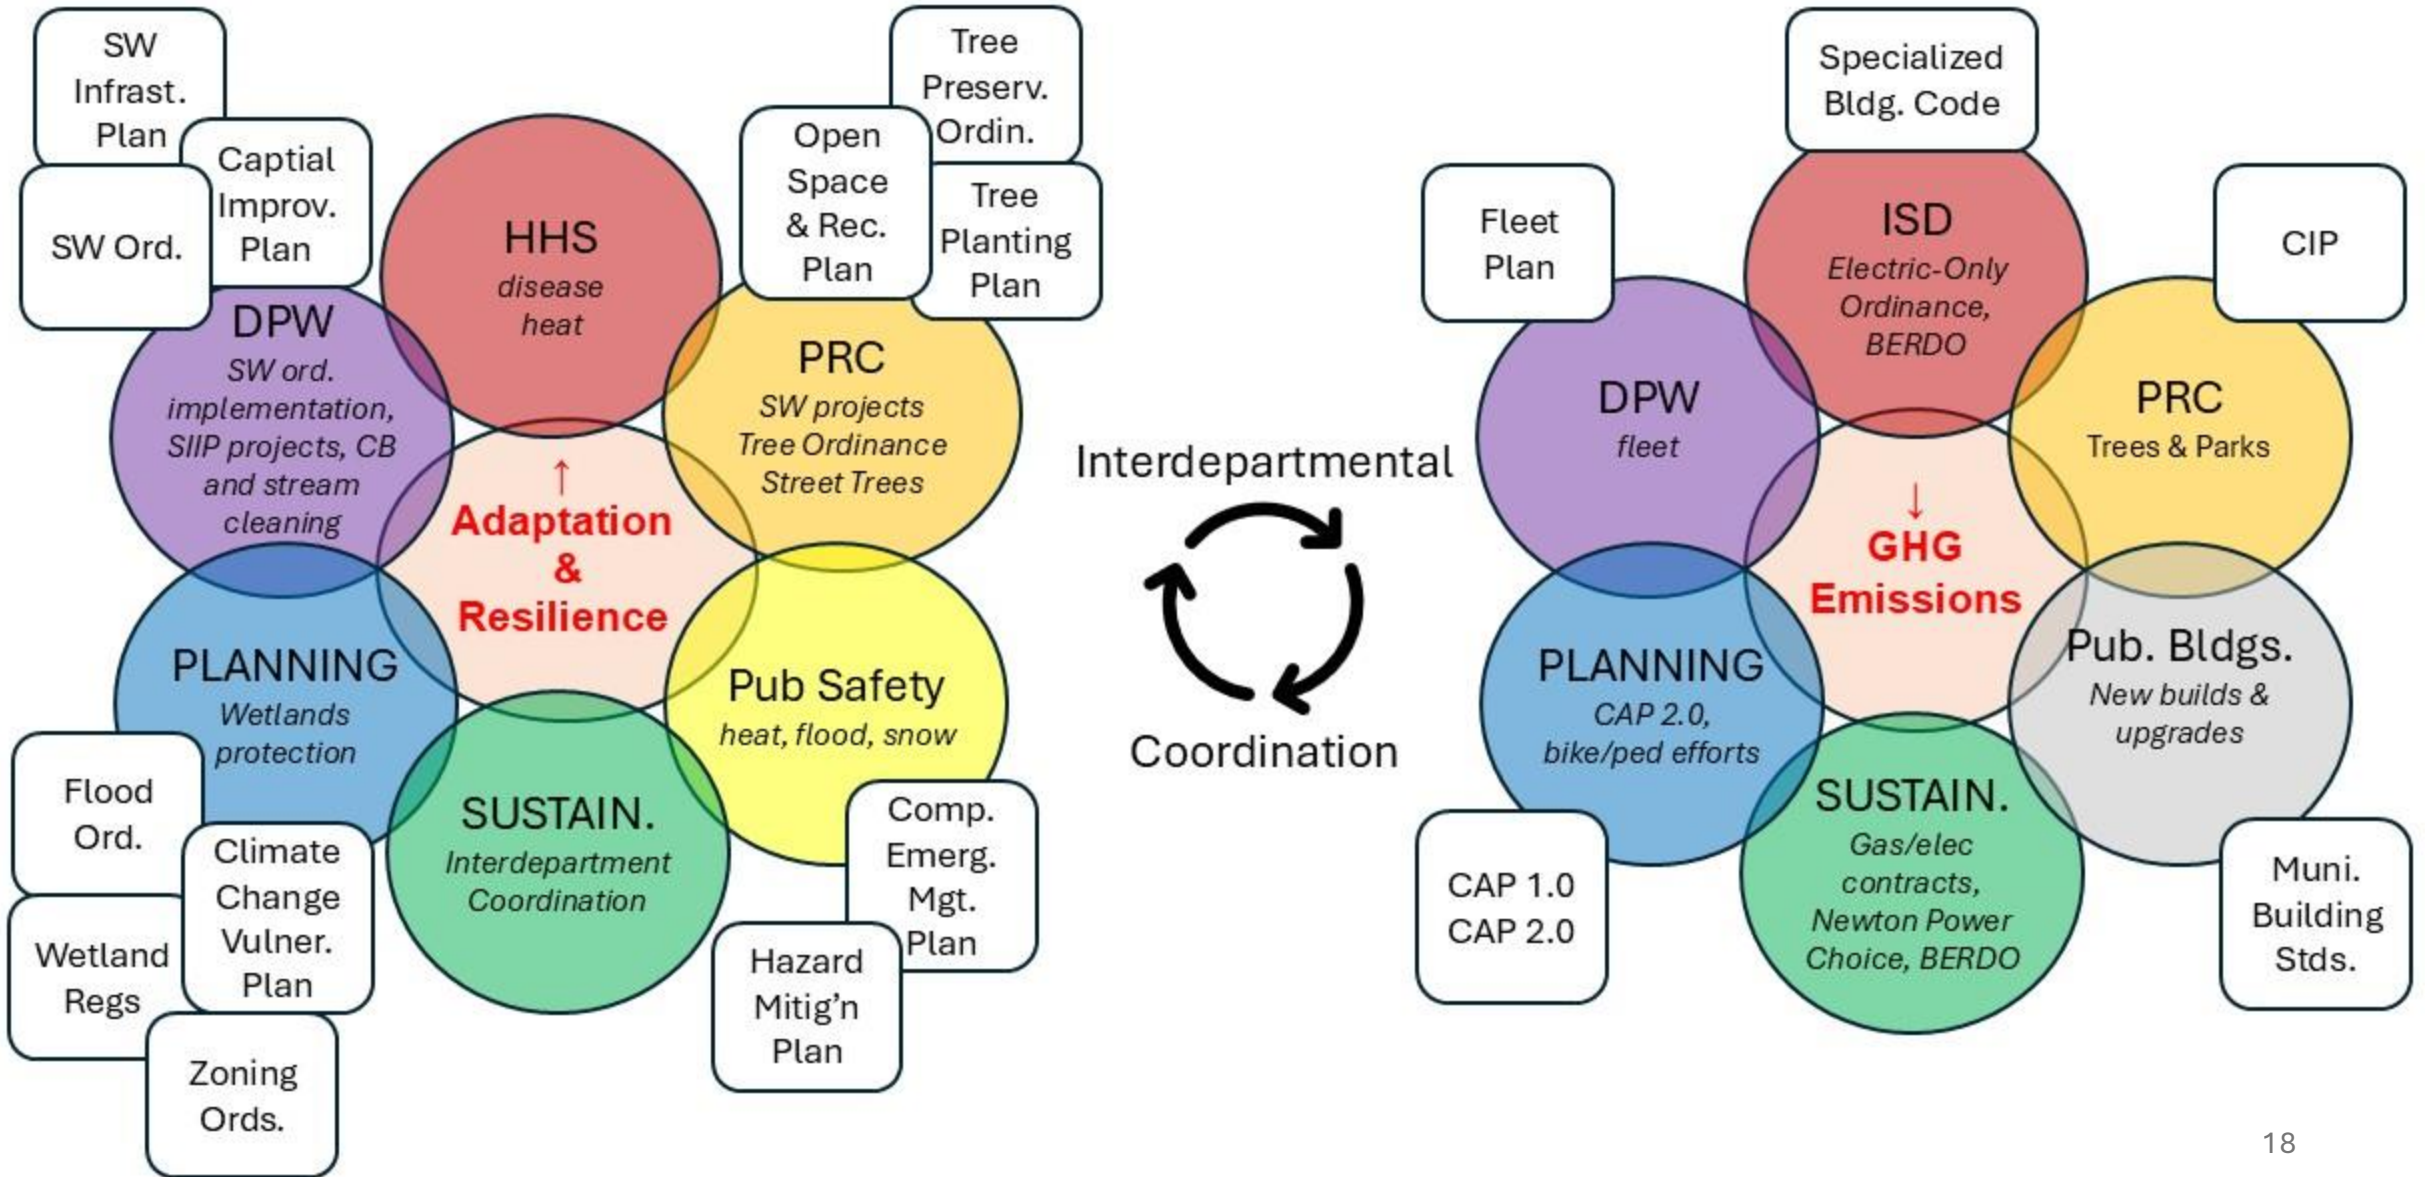 SW
Infrast.
Plan
Captial
Improv.
Plan
SW Ord.
HHS
disease
heat
Tree
Preserv.
Ordin.
Open
Space
& Rec.
Plan
Tree
Planting
Plan
DPW
SW ord.
implementation,
SIIP projects, CB
and stream
cleaning
PRC
SW projects
Tree Ordinance
Street Trees
↑
Adaptation
&
Resilience
PLANNING
Wetlands
protection
Pub Safety
heat, flood, snow
SUSTAIN.
Interdepartment
Coordination
Flood
Ord.
Climate
Change
Vulner.
Plan
Wetland
Regs
Zoning
Ords.
Comp.
Emerg.
Mgt.
Plan
Hazard
Mitig’n
Plan
Interdepartmental
Coordination
Specialized
Bldg. Code
Fleet
Plan
ISD
Electric-Only
Ordinance,
BERDO
CIP
DPW
fleet
PRC
Trees & Parks
↓
GHG
Emissions
PLANNING
CAP 2.0,
bike/ped efforts
Pub. Bldgs.
New builds &
upgrades
SUSTAIN.
Gas/elec
contracts,
Newton Power
Choice, BERDO
CAP 1.0
CAP 2.0
Muni.
Building
Stds.
18